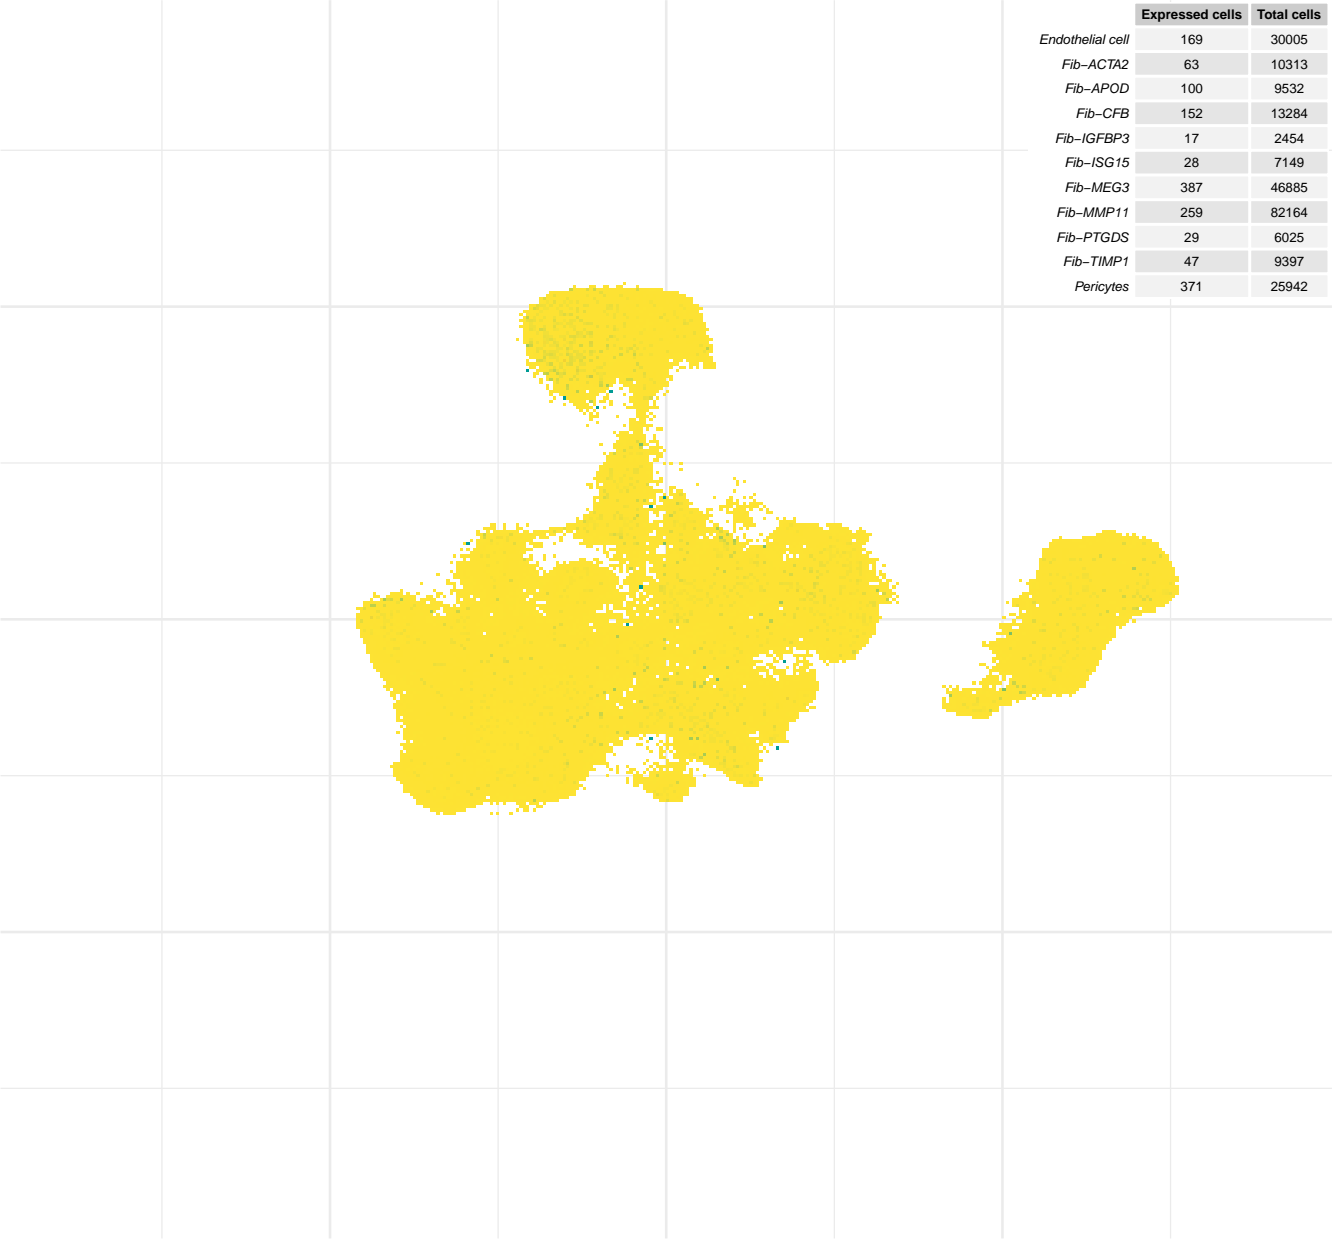 Expressed cells Total cells
Endothelial cell 169 30005
Fib−ACTA2 63 10313
Fib−APOD 100 9532
Fib−CFB 152 13284
Fib−IGFBP3 17 2454
Fib−ISG15 28 7149
Fib−MEG3 387 46885
Fib−MMP11 259 82164
Fib−PTGDS 29 6025
Fib−TIMP1 47 9397
Pericytes 371 25942